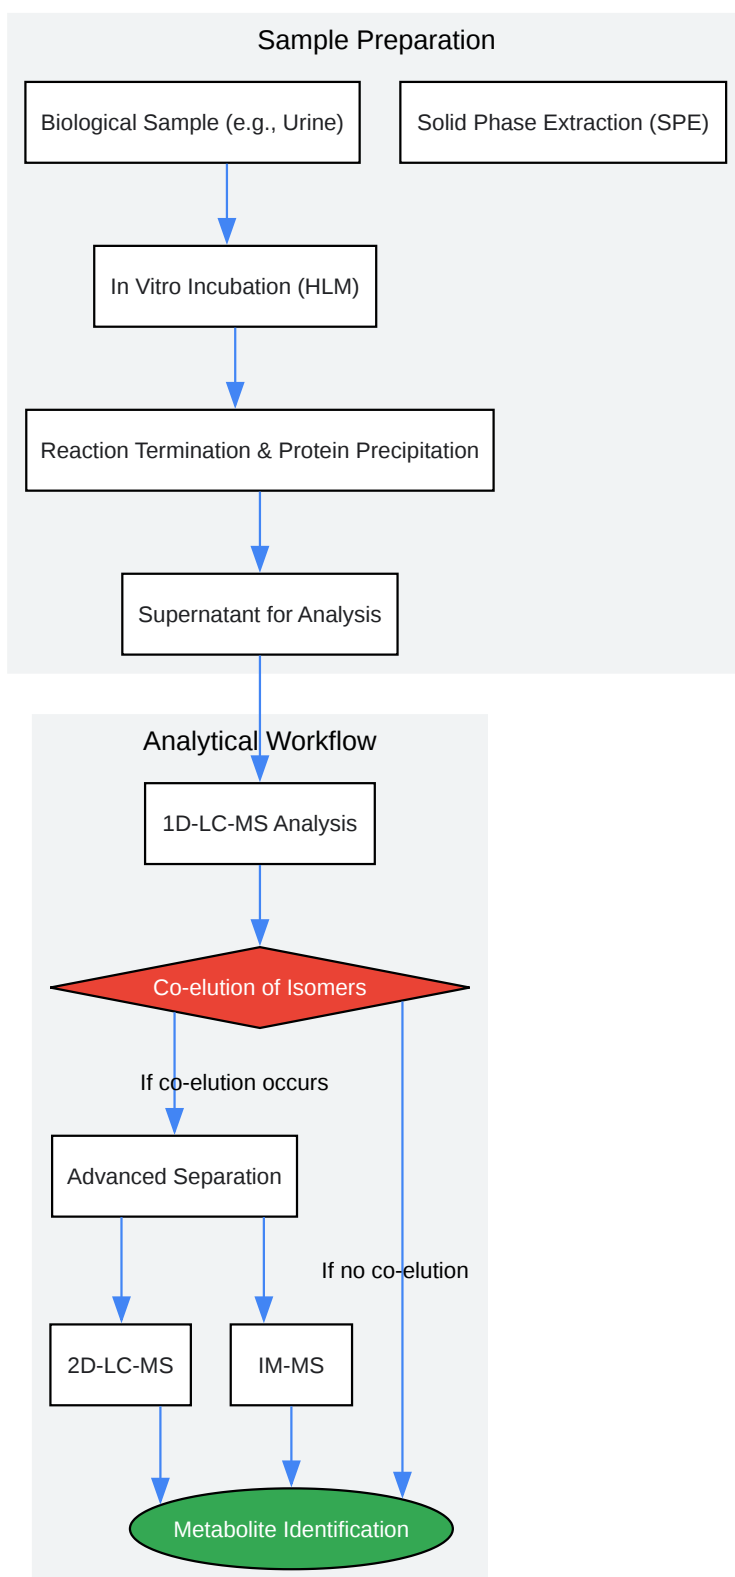 Sample Preparation
Biological Sample (e.g., Urine)
Solid Phase Extraction (SPE)
In Vitro Incubation (HLM)
Reaction Termination & Protein Precipitation
Supernatant for Analysis
Analytical Workflow
1D-LC-MS Analysis
Co-elution of Isomers
If co-elution occurs
Advanced Separation
If no co-elution
2D-LC-MS
IM-MS
Metabolite Identification